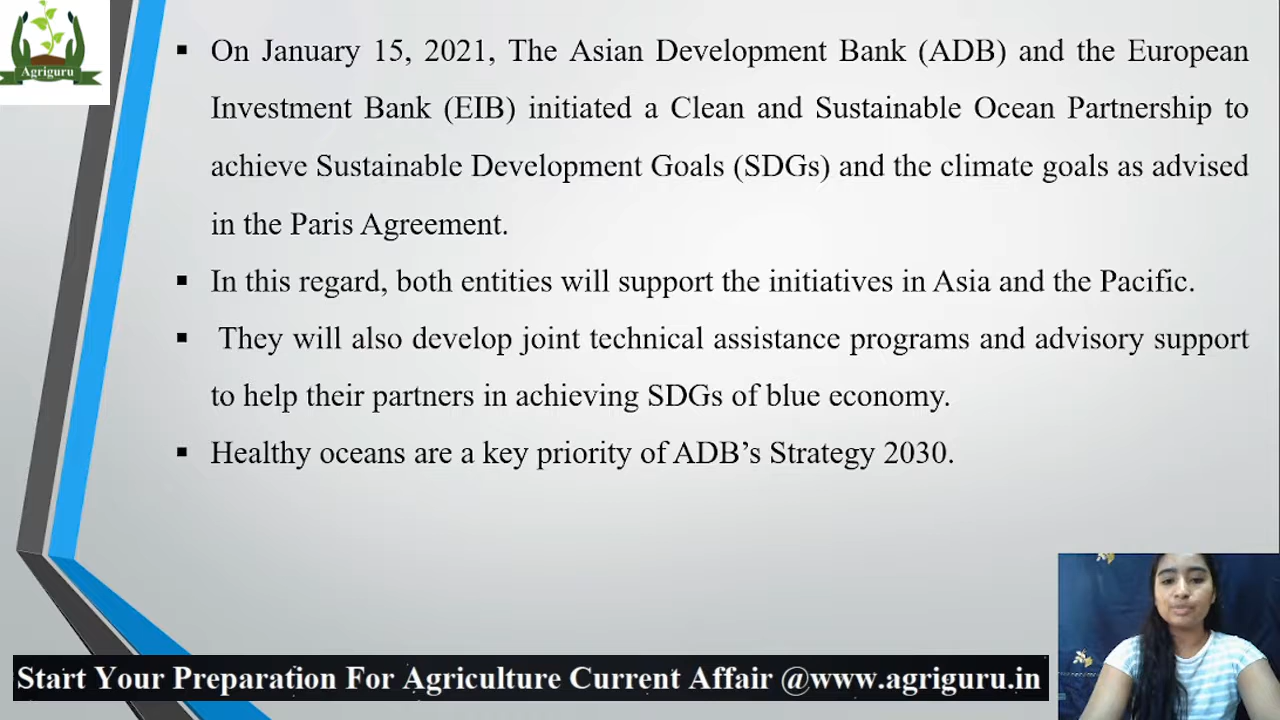 Agriguru
▪ On January 15, 2021, The Asian Development Bank (ADB) and the European
Investment Bank (EIB) initiated a Clean and Sustainable Ocean Partnership to
achieve Sustainable Development Goals (SDGs) and the climate goals as advised
in the Paris Agreement.
▪ In this regard, both entities will support the initiatives in Asia and the Pacific.
▪ They will also develop joint technical assistance programs and advisory support
to help their partners in achieving SDGs of blue economy.
▪ Healthy oceans are a key priority of ADB’s Strategy 2030.
Start Your Preparation For Agriculture Current Affair @www.agriguru.in